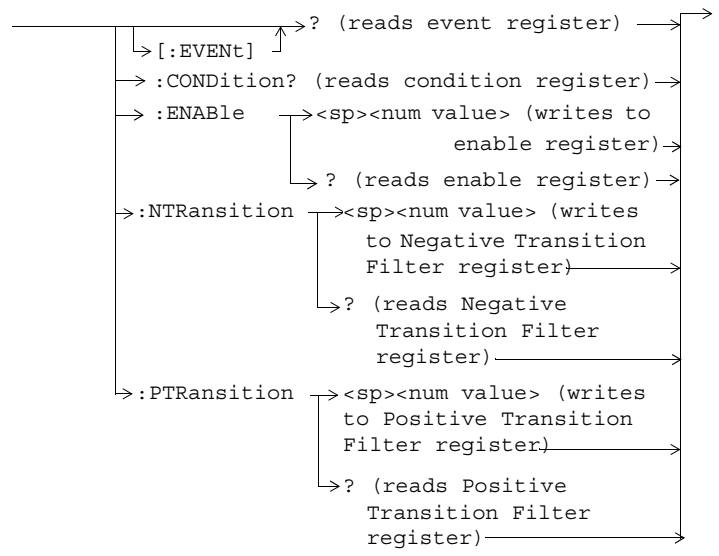 ? (reads event register)
[:EVENt]
:CONDition? (reads condition register)
:ENABle <sp><num value> (writes to
enable register)
? (reads enable register)
:NTRansition <sp><num value> (writes
to Negative Transition
Filter register)
? (reads Negative
Transition Filter
register)
:PTRansition <sp><num value> (writes
to Positive Transition
Filter register)
? (reads Positive
Transition Filter
register)